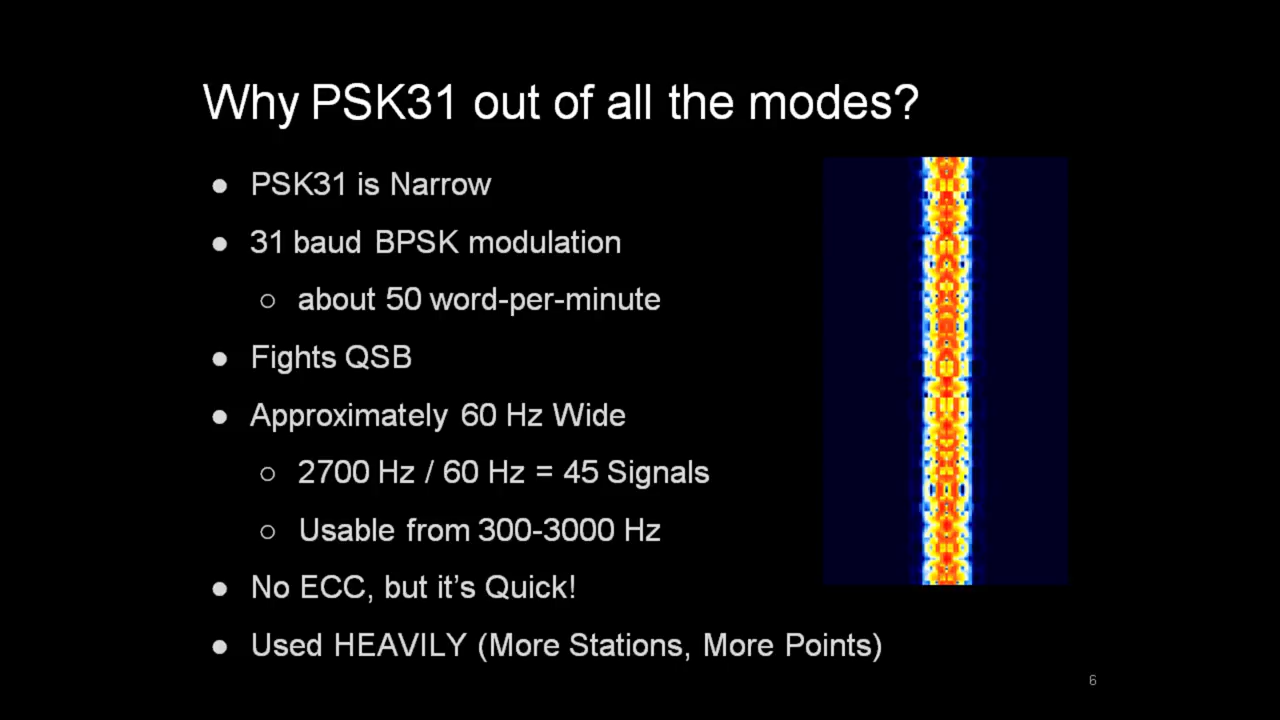 Why PSK31 out of all the modes?
● PSK31 is Narrow
● 31 baud BPSK modulation
○ about 50 word-per-minute
● Fights QSB
● Approximately 60 Hz Wide
○ 2700 Hz / 60 Hz = 45 Signals
○ Usable from 300-3000 Hz
● No ECC, but it’s Quick!
● Used HEAVILY (More Stations, More Points)
6